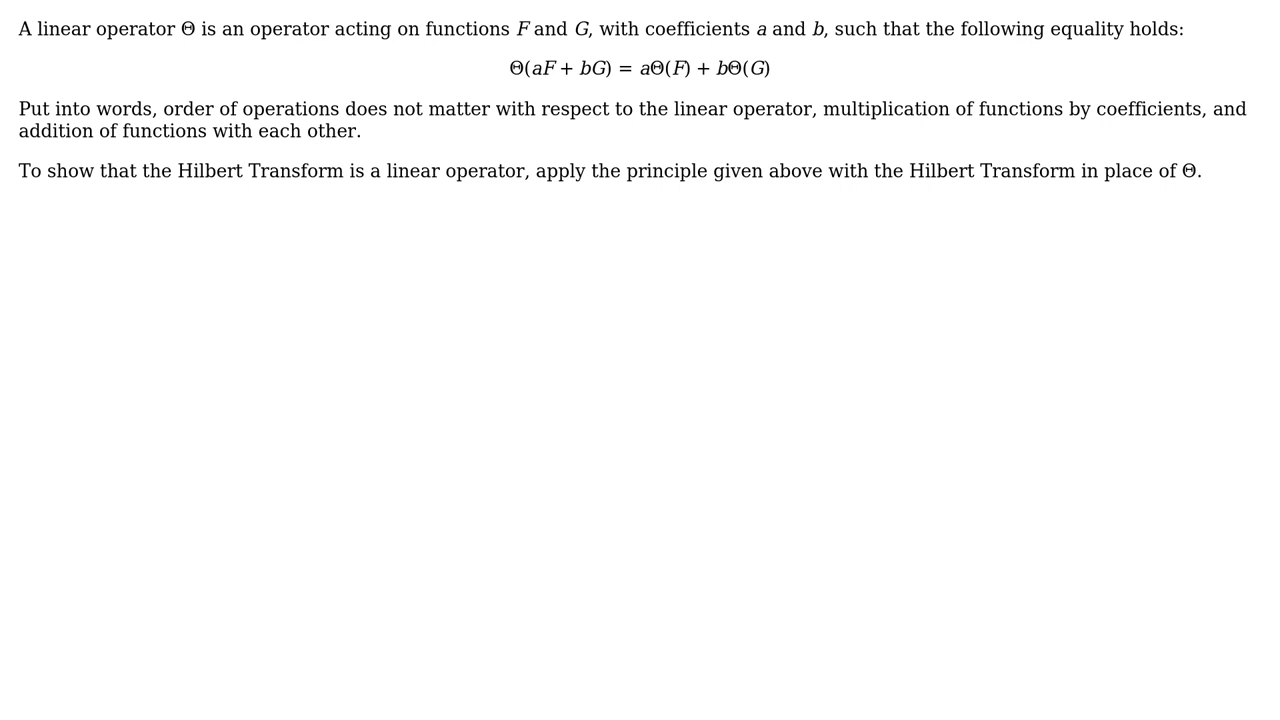 A linear operator Θ is an operator acting on functions F and G, with coefficients a and b, such that the following equality holds:
Θ(aF + bG) = aΘ(F) + bΘ(G)
Put into words, order of operations does not matter with respect to the linear operator, multiplication of functions by coefficients, and
addition of functions with each other.
To show that the Hilbert Transform is a linear operator, apply the principle given above with the Hilbert Transform in place of Θ.